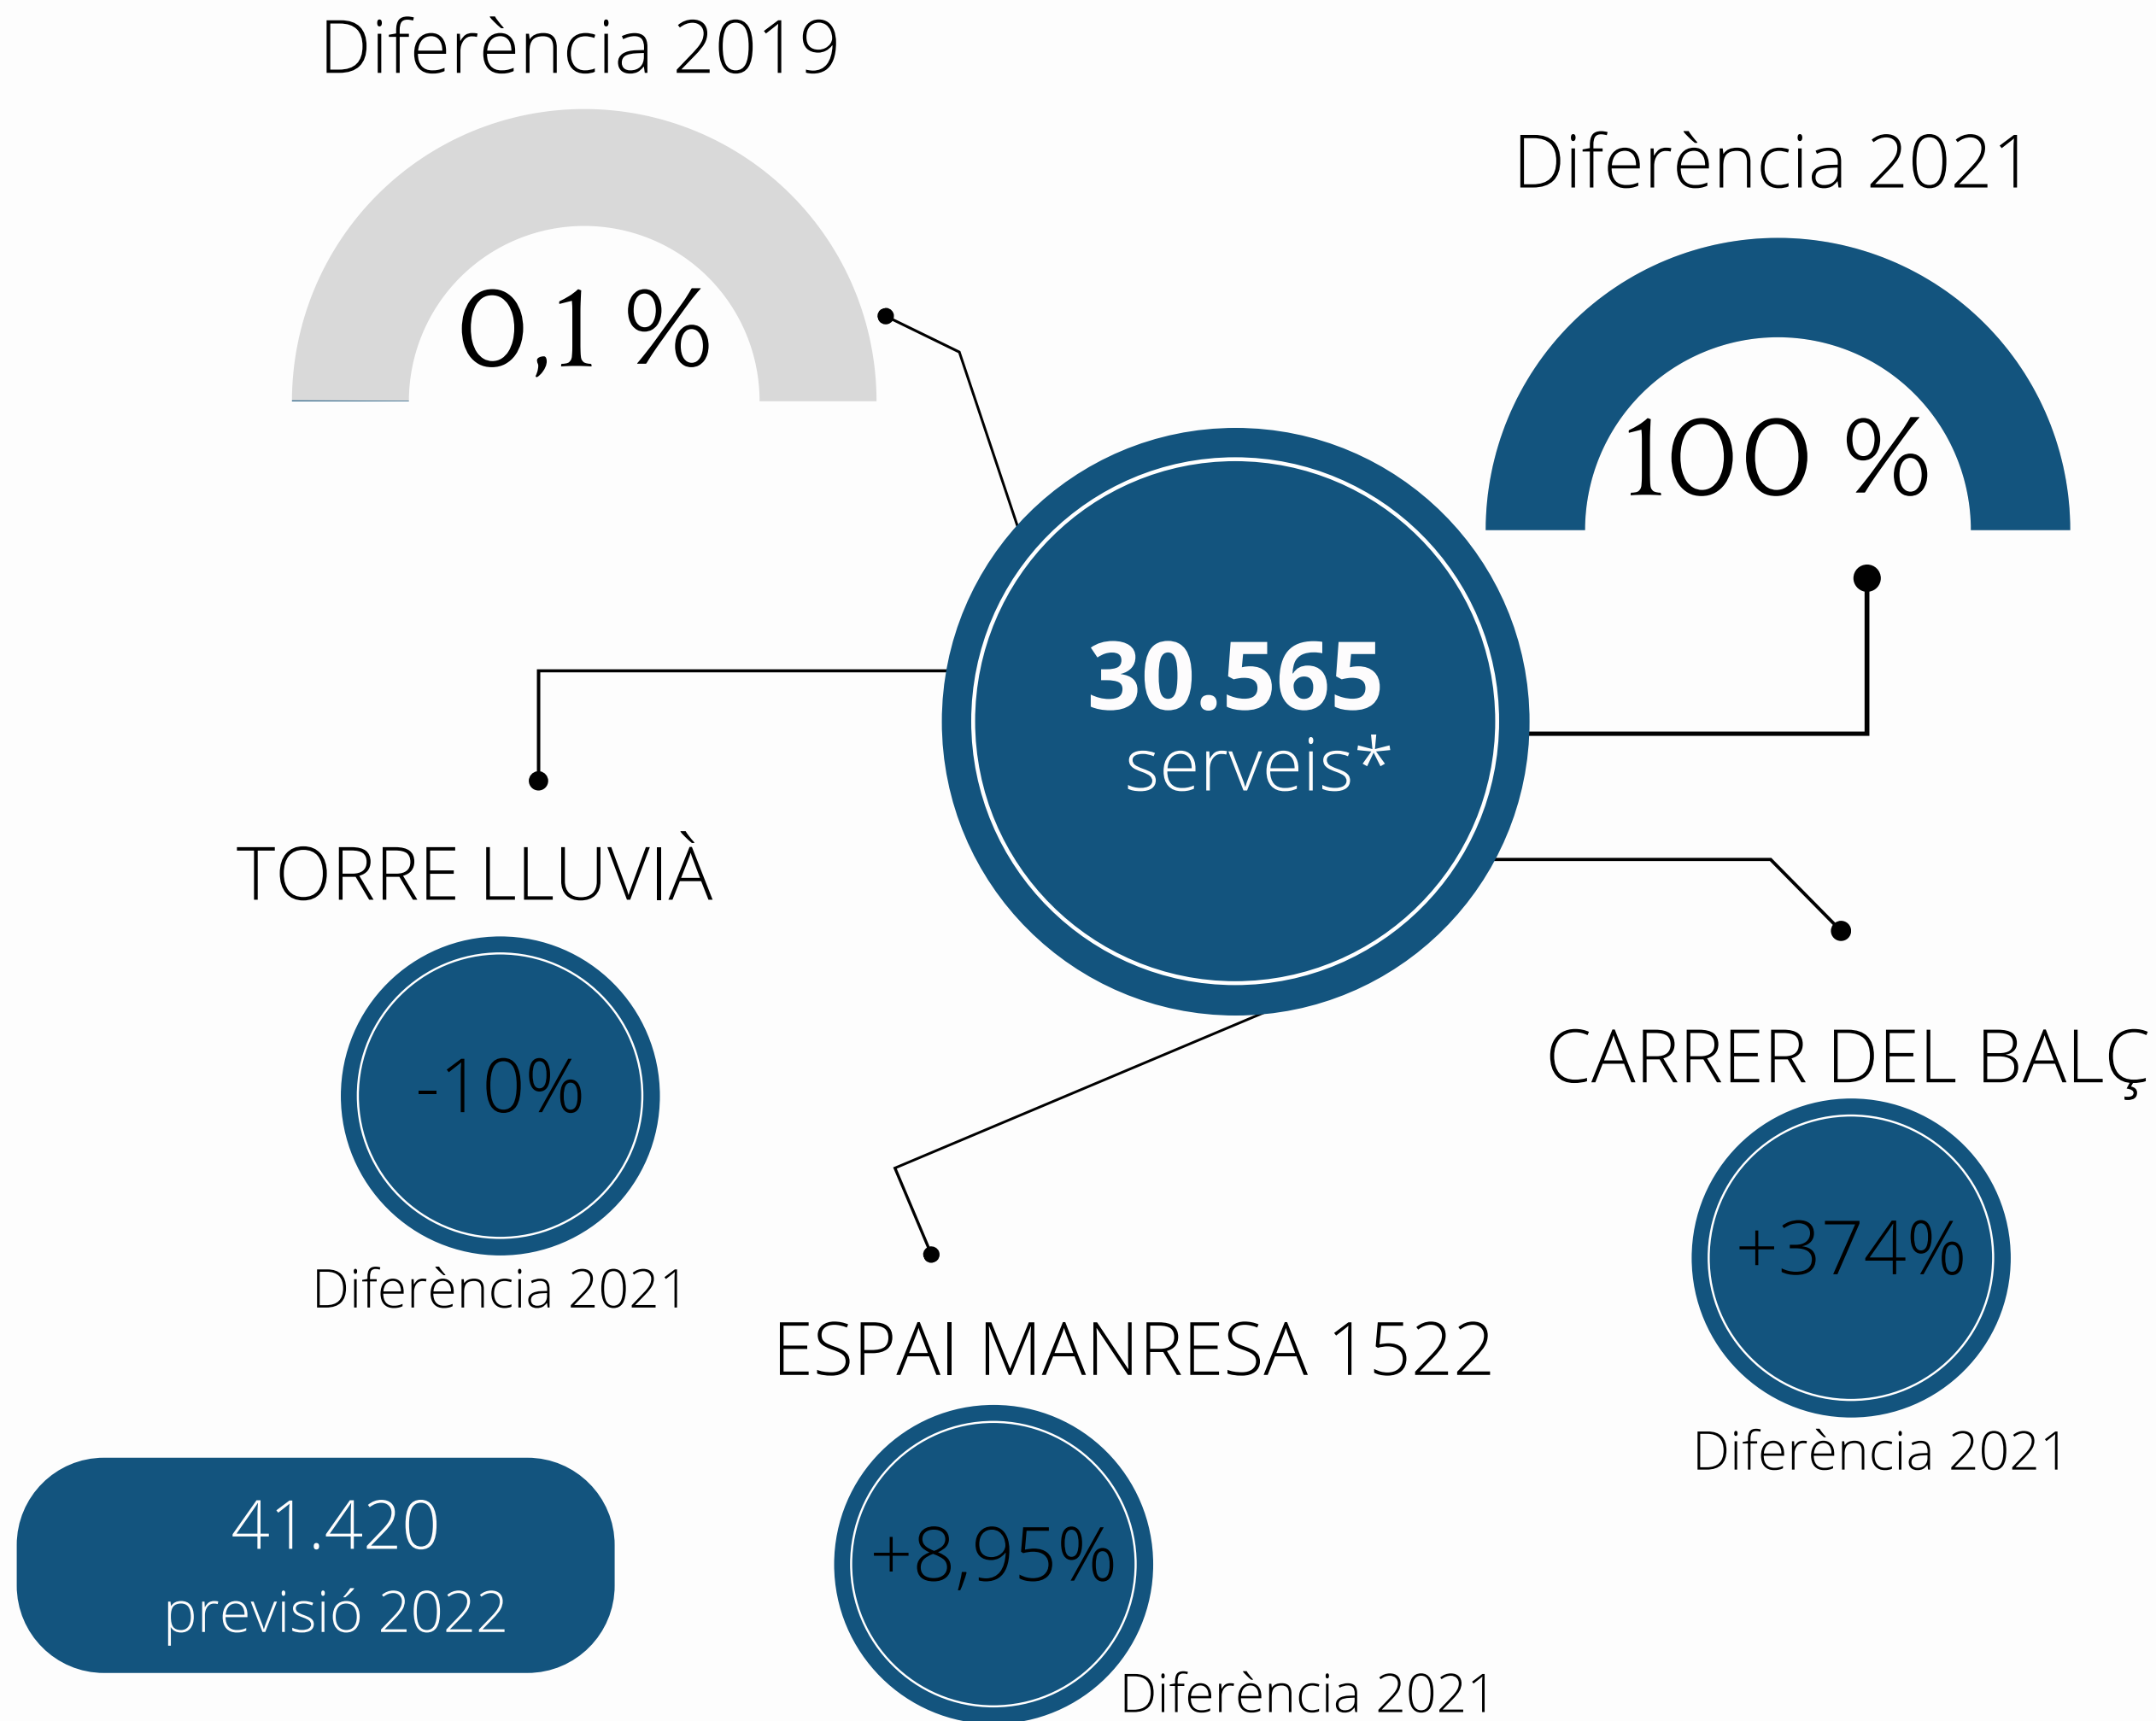 Diferència 2019
0,1 %
Diferència 2021
100 %
30.565
serveis*
TORRE LLUVIÀ
-10%
Diferència 2021
CARRER DEL BALÇ
+374%
Diferència 2021
ESPAI MANRESA 1522
+8,95%
Diferència 2021
41.420
previsió 2022